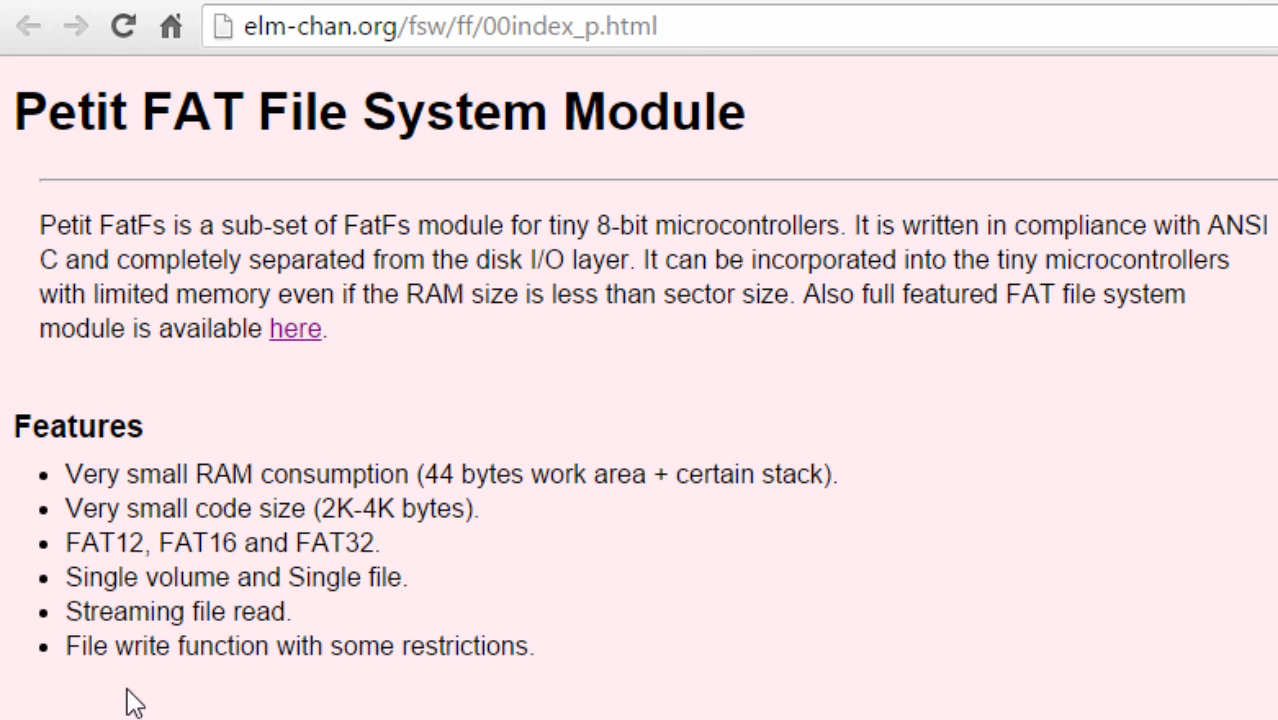 elm-chan.org/fsw/ff/00index_p.html
Petit FAT File System Module
Petit FatFs is a sub-set of FatFs module for tiny 8-bit microcontrollers. It is written in compliance with ANSI
C and completely separated from the disk I/O layer. It can be incorporated into the tiny microcontrollers
with limited memory even if the RAM size is less than sector size. Also full featured FAT file system
module is available here.
Features
• Very small RAM consumption (44 bytes work area + certain stack).
• Very small code size (2K-4K bytes).
• FAT12, FAT16 and FAT32.
• Single volume and Single file.
• Streaming file read.
• File write function with some restrictions.